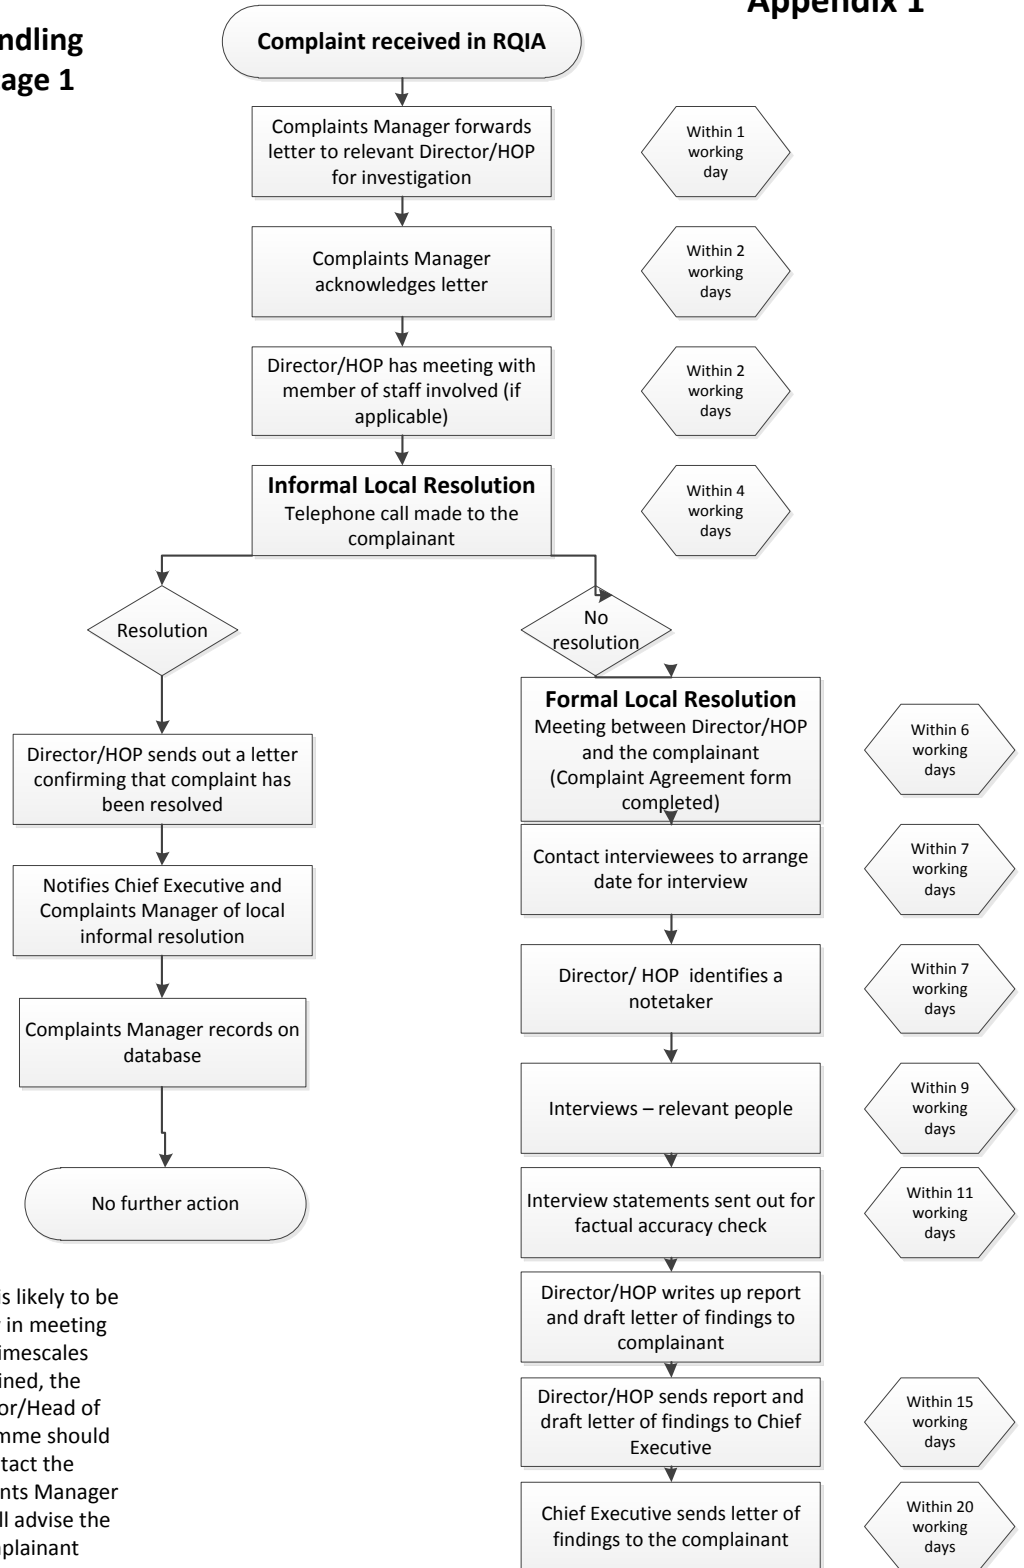 Appendix 1
ndling
age 1
Complaint received in RQIA
Complaints Manager forwards
letter to relevant Director/HOP
for investigation
Within 1
working
day
Complaints Manager
acknowledges letter
Within 2
working
days
Director/HOP has meeting with
member of staff involved (if
applicable)
Within 2
working
days
Informal Local Resolution
Telephone call made to the
complainant
Within 4
working
days
Resolution
No
resolution
Director/HOP sends out a letter
confirming that complaint has
been resolved
Notifies Chief Executive and
Complaints Manager of local
informal resolution
Complaints Manager records on
database
No further action
Formal Local Resolution
Meeting between Director/HOP
and the complainant
(Complaint Agreement form
completed)
Within 6
working
days
Contact interviewees to arrange
date for interview
Within 7
working
days
Director/ HOP  identifies a
notetaker
Within 7
working
days
Interviews – relevant people
Within 9
working
days
Interview statements sent out for
factual accuracy check
Within 11
working
days
Director/HOP writes up report
and draft letter of findings to
complainant
Director/HOP sends report and
draft letter of findings to Chief
Executive
Within 15
working
days
Chief Executive sends letter of
findings to the complainant
Within 20
working
days
is likely to be
in meeting
imescales
ined, the
or/Head of
mme should
tact the
nts Manager
ll advise the
mplainant